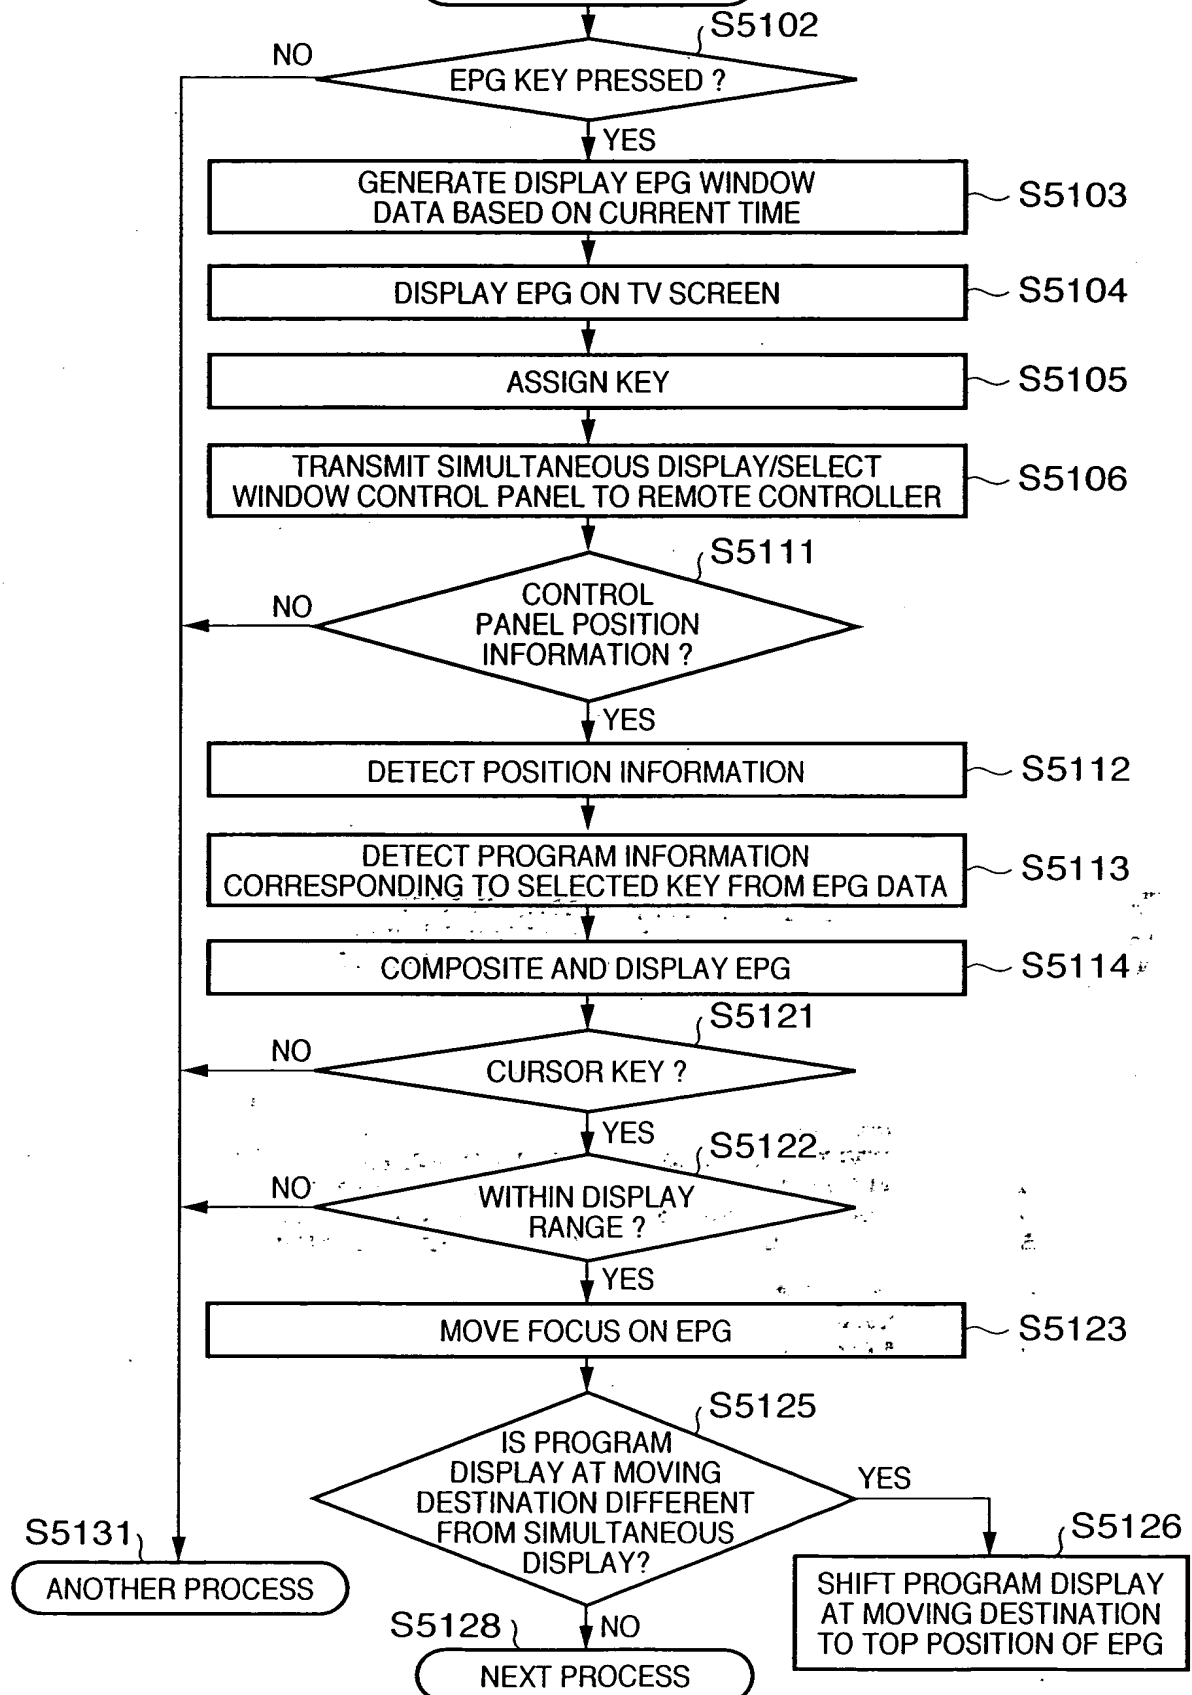 S5102
NO
EPG KEY PRESSED ?
YES
GENERATE DISPLAY EPG WINDOW
DATA BASED ON CURRENT TIME
S5103
DISPLAY EPG ON TV SCREEN
S5104
ASSIGN KEY
S5105
TRANSMIT SIMULTANEOUS DISPLAY/SELECT
WINDOW CONTROL PANEL TO REMOTE CONTROLLER
S5106
S5111
NO
CONTROL
PANEL POSITION
INFORMATION ?
YES
DETECT POSITION INFORMATION
S5112
DETECT PROGRAM INFORMATION
CORRESPONDING TO SELECTED KEY FROM EPG DATA
S5113
COMPOSITE AND DISPLAY EPG
S5114
S5121
NO
CURSOR KEY ?
YES
S5122
NO
WITHIN DISPLAY
RANGE ?
YES
MOVE FOCUS ON EPG
S5123
S5125
IS PROGRAM
DISPLAY AT MOVING
DESTINATION DIFFERENT
FROM SIMULTANEOUS
DISPLAY?
YES
S5131
ANOTHER PROCESS
S5126
SHIFT PROGRAM DISPLAY
AT MOVING DESTINATION
TO TOP POSITION OF EPG
NO
S5128
NEXT PROCESS